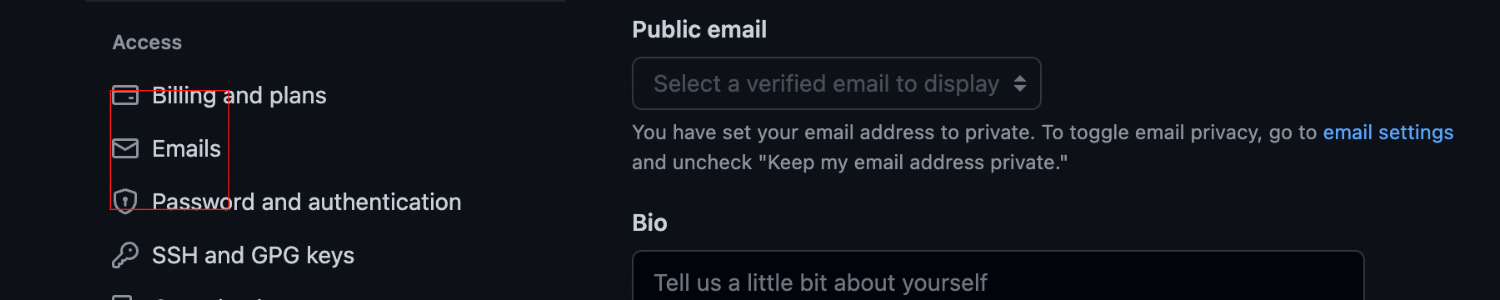 Access
Billing and plans
Emails
Password and authentication
SSH and GPG keys
Public email
Select a verified email to display
You have set your email address to private. To toggle email privacy, go to email settings
and uncheck "Keep my email address private."
Bio
Tell us a little bit about yourself